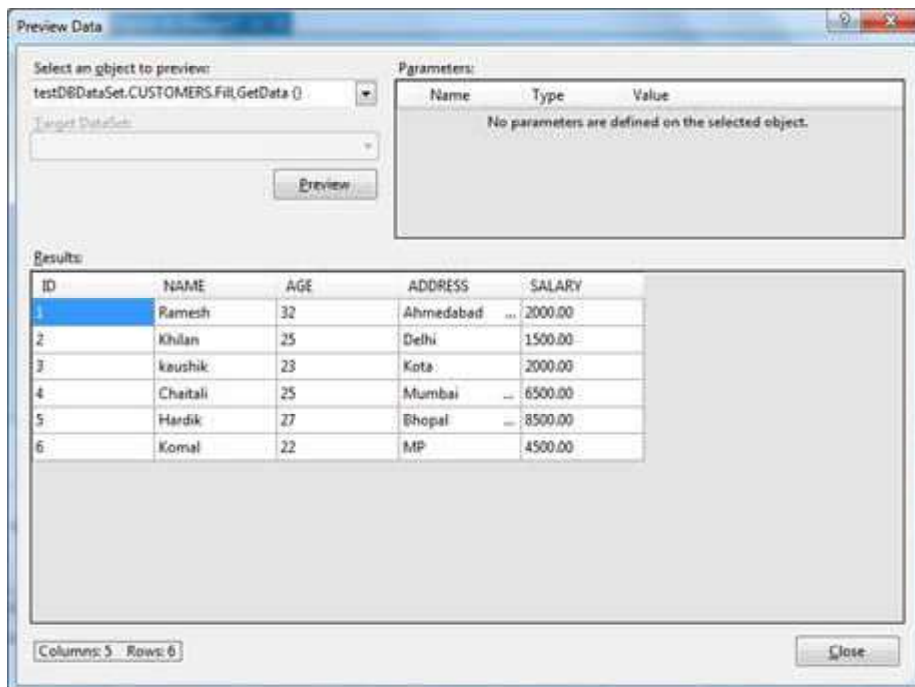 Preview Data
Select an object to preview:
testDBDataSet.CUSTOMERS.Fill,GetData ()
Target DataSet:
Preview
Parameters:
Name Type Value
No parameters are defined on the selected object.
Results:
ID NAME AGE ADDRESS SALARY
1 Ramesh 32 Ahmedabad ... 2000.00
2 Khilan 25 Delhi 1500.00
3 kaushik 23 Kota 2000.00
4 Chaitali 25 Mumbai ... 6500.00
5 Hardik 27 Bhopal ... 8500.00
6 Komal 22 MP 4500.00
Columns: 5 Rows: 6
Close